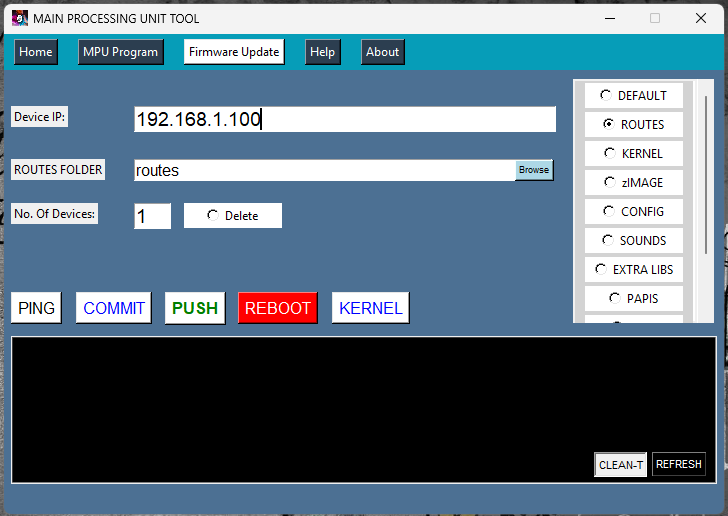 MAIN PROCESSING UNIT TOOL
Home MPU Program Firmware Update Help About
Device IP: 192.168.1.100
ROUTES FOLDER routes Browse
No. Of Devices: 1 Delete
DEFAULT
ROUTES
KERNEL
zIMAGE
CONFIG
SOUNDS
EXTRA LIBS
PAPIS
PING COMMIT PUSH REBOOT KERNEL
CLEAN-T REFRESH